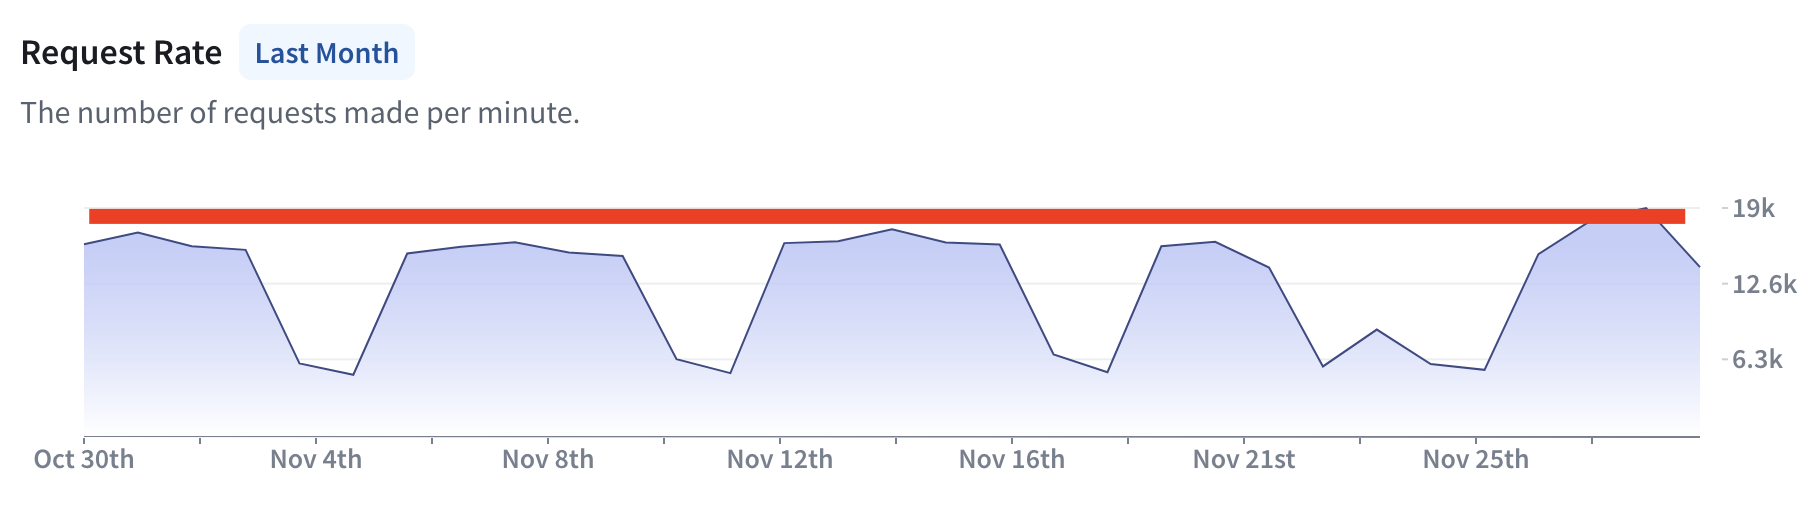 Request Rate Last Month
The number of requests made per minute.
19k
12.6k
6.3k
Oct 30th Nov 4th Nov 8th Nov 12th Nov 16th Nov 21st Nov 25th